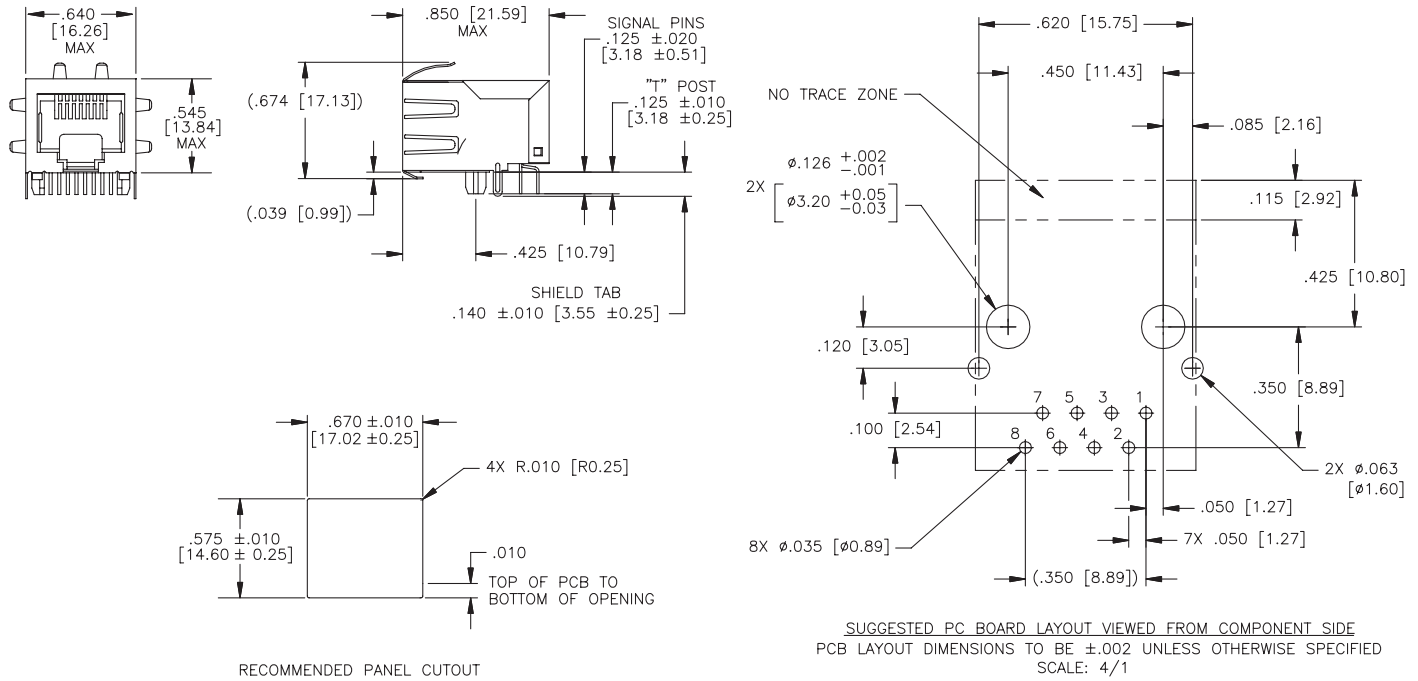 .640
[16.26]
MAX
.545
[13.84]
MAX
.850 [21.59]
MAX
SIGNAL PINS
.125 ±.020
[3.18 ±0.51]
"T" POST
.125 ±.010
[3.18 ±0.25]
(.674 [17.13])
(.039 [0.99])
.425 [10.79]
SHIELD TAB
.140 ±.010 [3.55 ±0.25]
.620 [15.75]
.450 [11.43]
NO TRACE ZONE
.085 [2.16]
ø.126 +.002
-.001
2X
[ø3.20 +0.05
-0.03]
.115 [2.92]
.425 [10.80]
.120 [3.05]
.350 [8.89]
7 5 3 1
.100 [2.54]
8 6 4 2
2X ø.063
[ø1.60]
.050 [1.27]
8X ø.035 [ø0.89]
7X .050 [1.27]
(.350 [8.89])
SUGGESTED PC BOARD LAYOUT VIEWED FROM COMPONENT SIDE
PCB LAYOUT DIMENSIONS TO BE ±.002 UNLESS OTHERWISE SPECIFIED
SCALE: 4/1
.670 ±.010
[17.02 ±0.25]
4X R.010 [R0.25]
.575 ±.010
[14.60 ± 0.25]
.010
TOP OF PCB TO
BOTTOM OF OPENING
RECOMMENDED PANEL CUTOUT